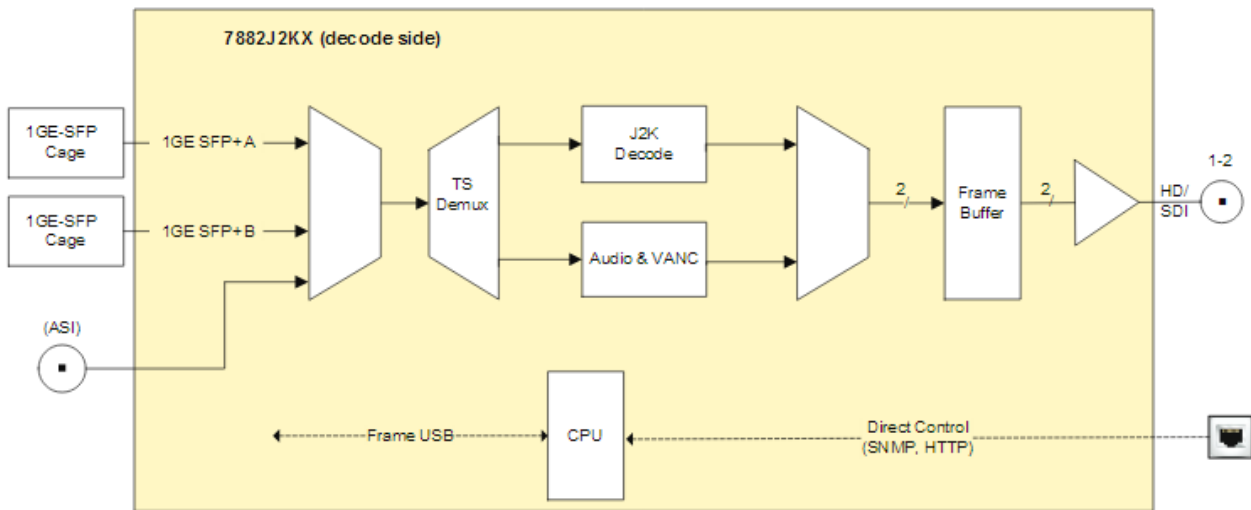 7882J2KX (decode side)
1GE-SFP
Cage
1GE SFP+A
1GE-SFP
Cage
1GE SFP+B
(ASI)
TS
Demux
J2K
Decode
Audio & VANC
2
Frame
Buffer
2
HD/
SDI
1-2
Frame USB
CPU
Direct Control
(SNMP, HTTP)